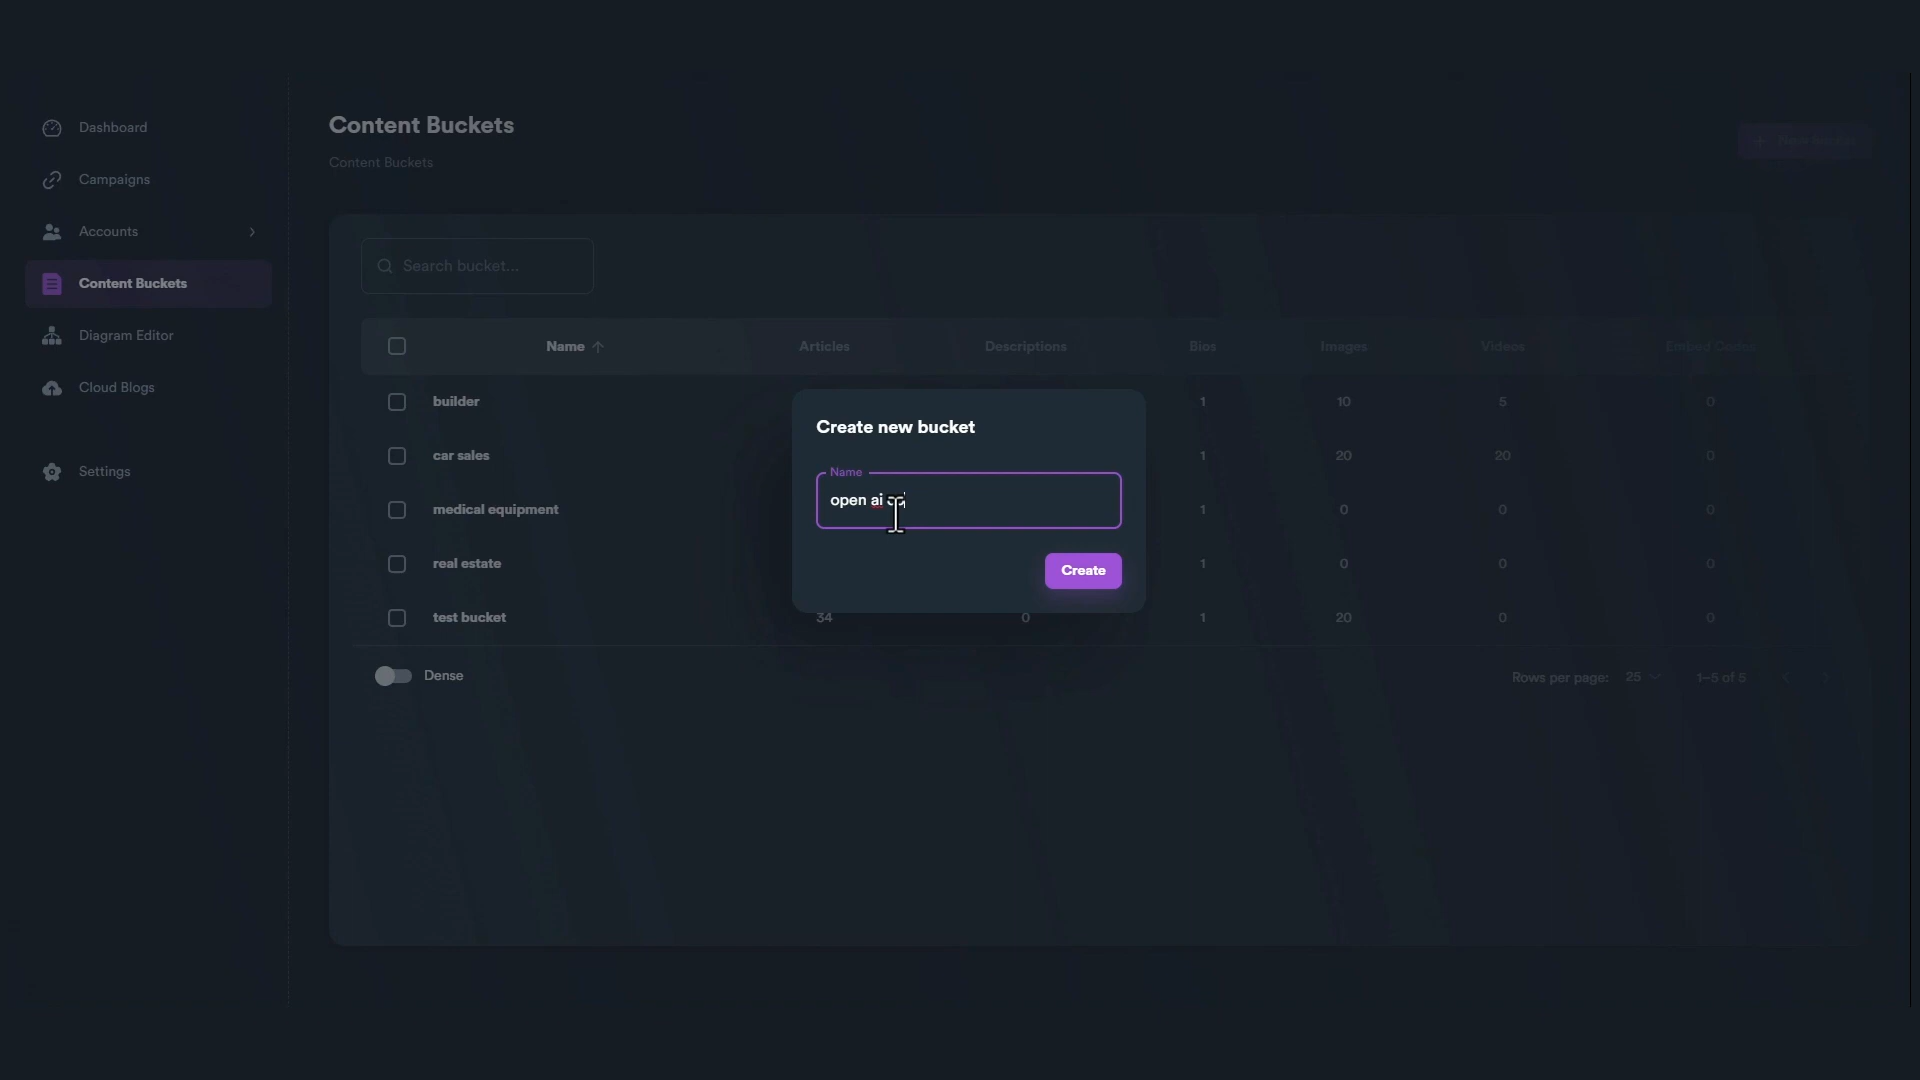 Dashboard
Campaigns
Accounts
Content Buckets
Diagram Editor
Cloud Blogs
Settings
Content Buckets
Content Buckets
Search bucket...
Name Articles Descriptions Bios Images Videos Embed Codes
builder 1 10 5 0
car sales 1 20 20 0
medical equipment 1 0 0 0
real estate 1 0 0 0
test bucket 34 0 1 20 0 0
Dense
Rows per page: 25 1–5 of 5
Create new bucket
Name
open ai
Create